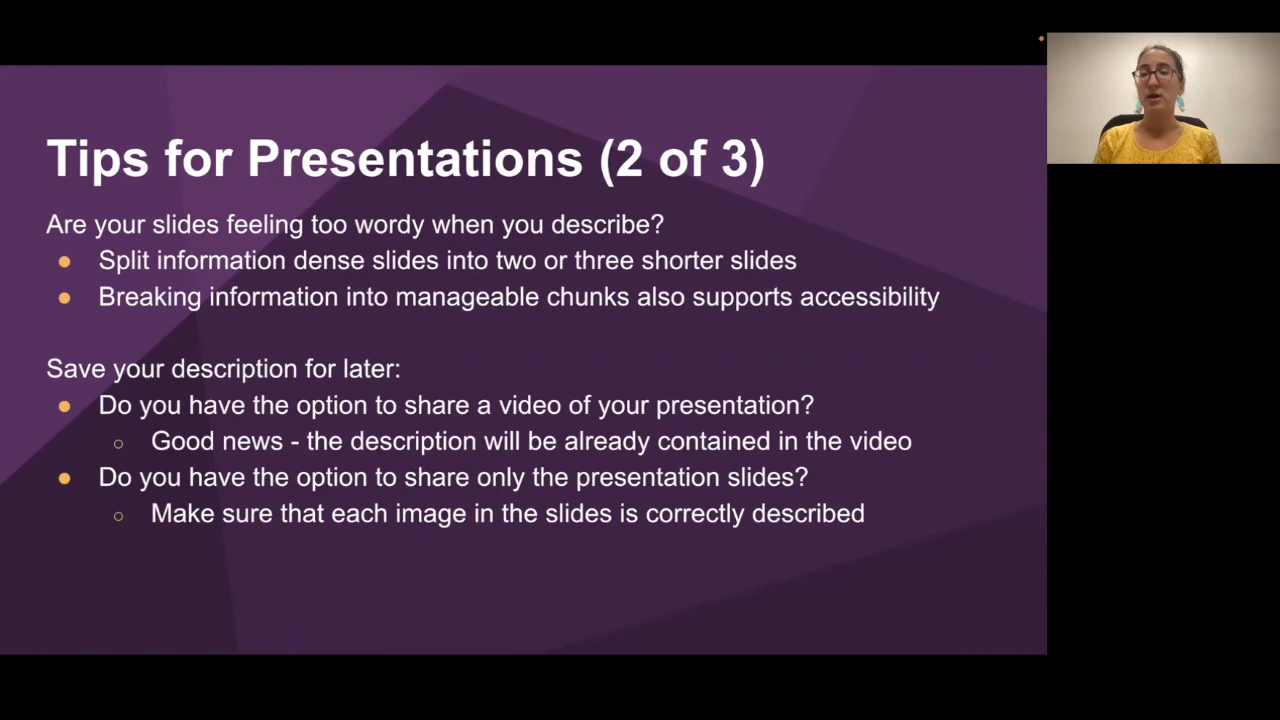 Tips for Presentations (2 of 3)
Are your slides feeling too wordy when you describe?
● Split information dense slides into two or three shorter slides
● Breaking information into manageable chunks also supports accessibility
Save your description for later:
● Do you have the option to share a video of your presentation?
○ Good news - the description will be already contained in the video
● Do you have the option to share only the presentation slides?
○ Make sure that each image in the slides is correctly described